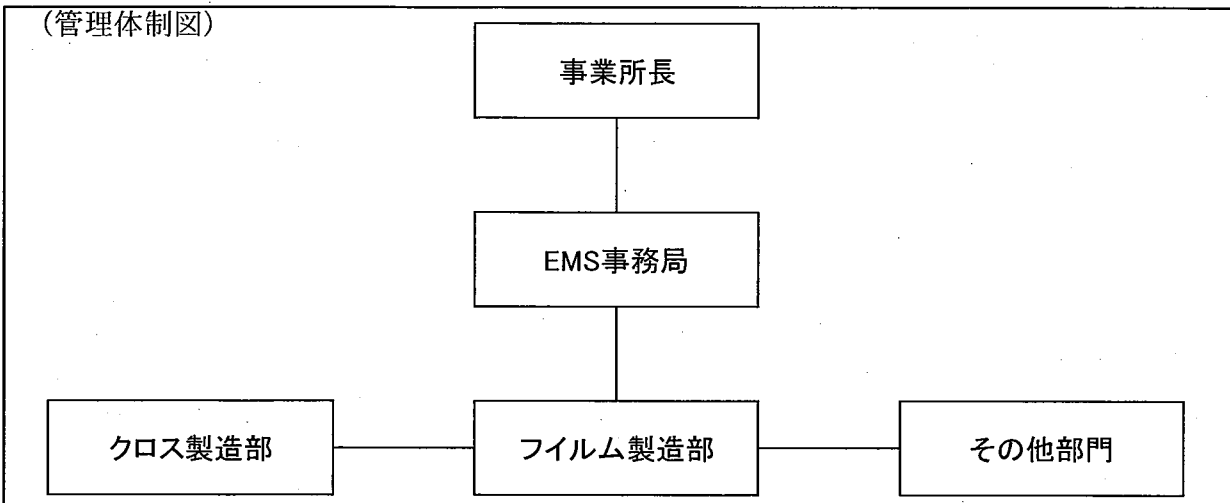 (管理体制図)
事業所長
EMS事務局
クロス製造部
フイルム製造部
その他部門